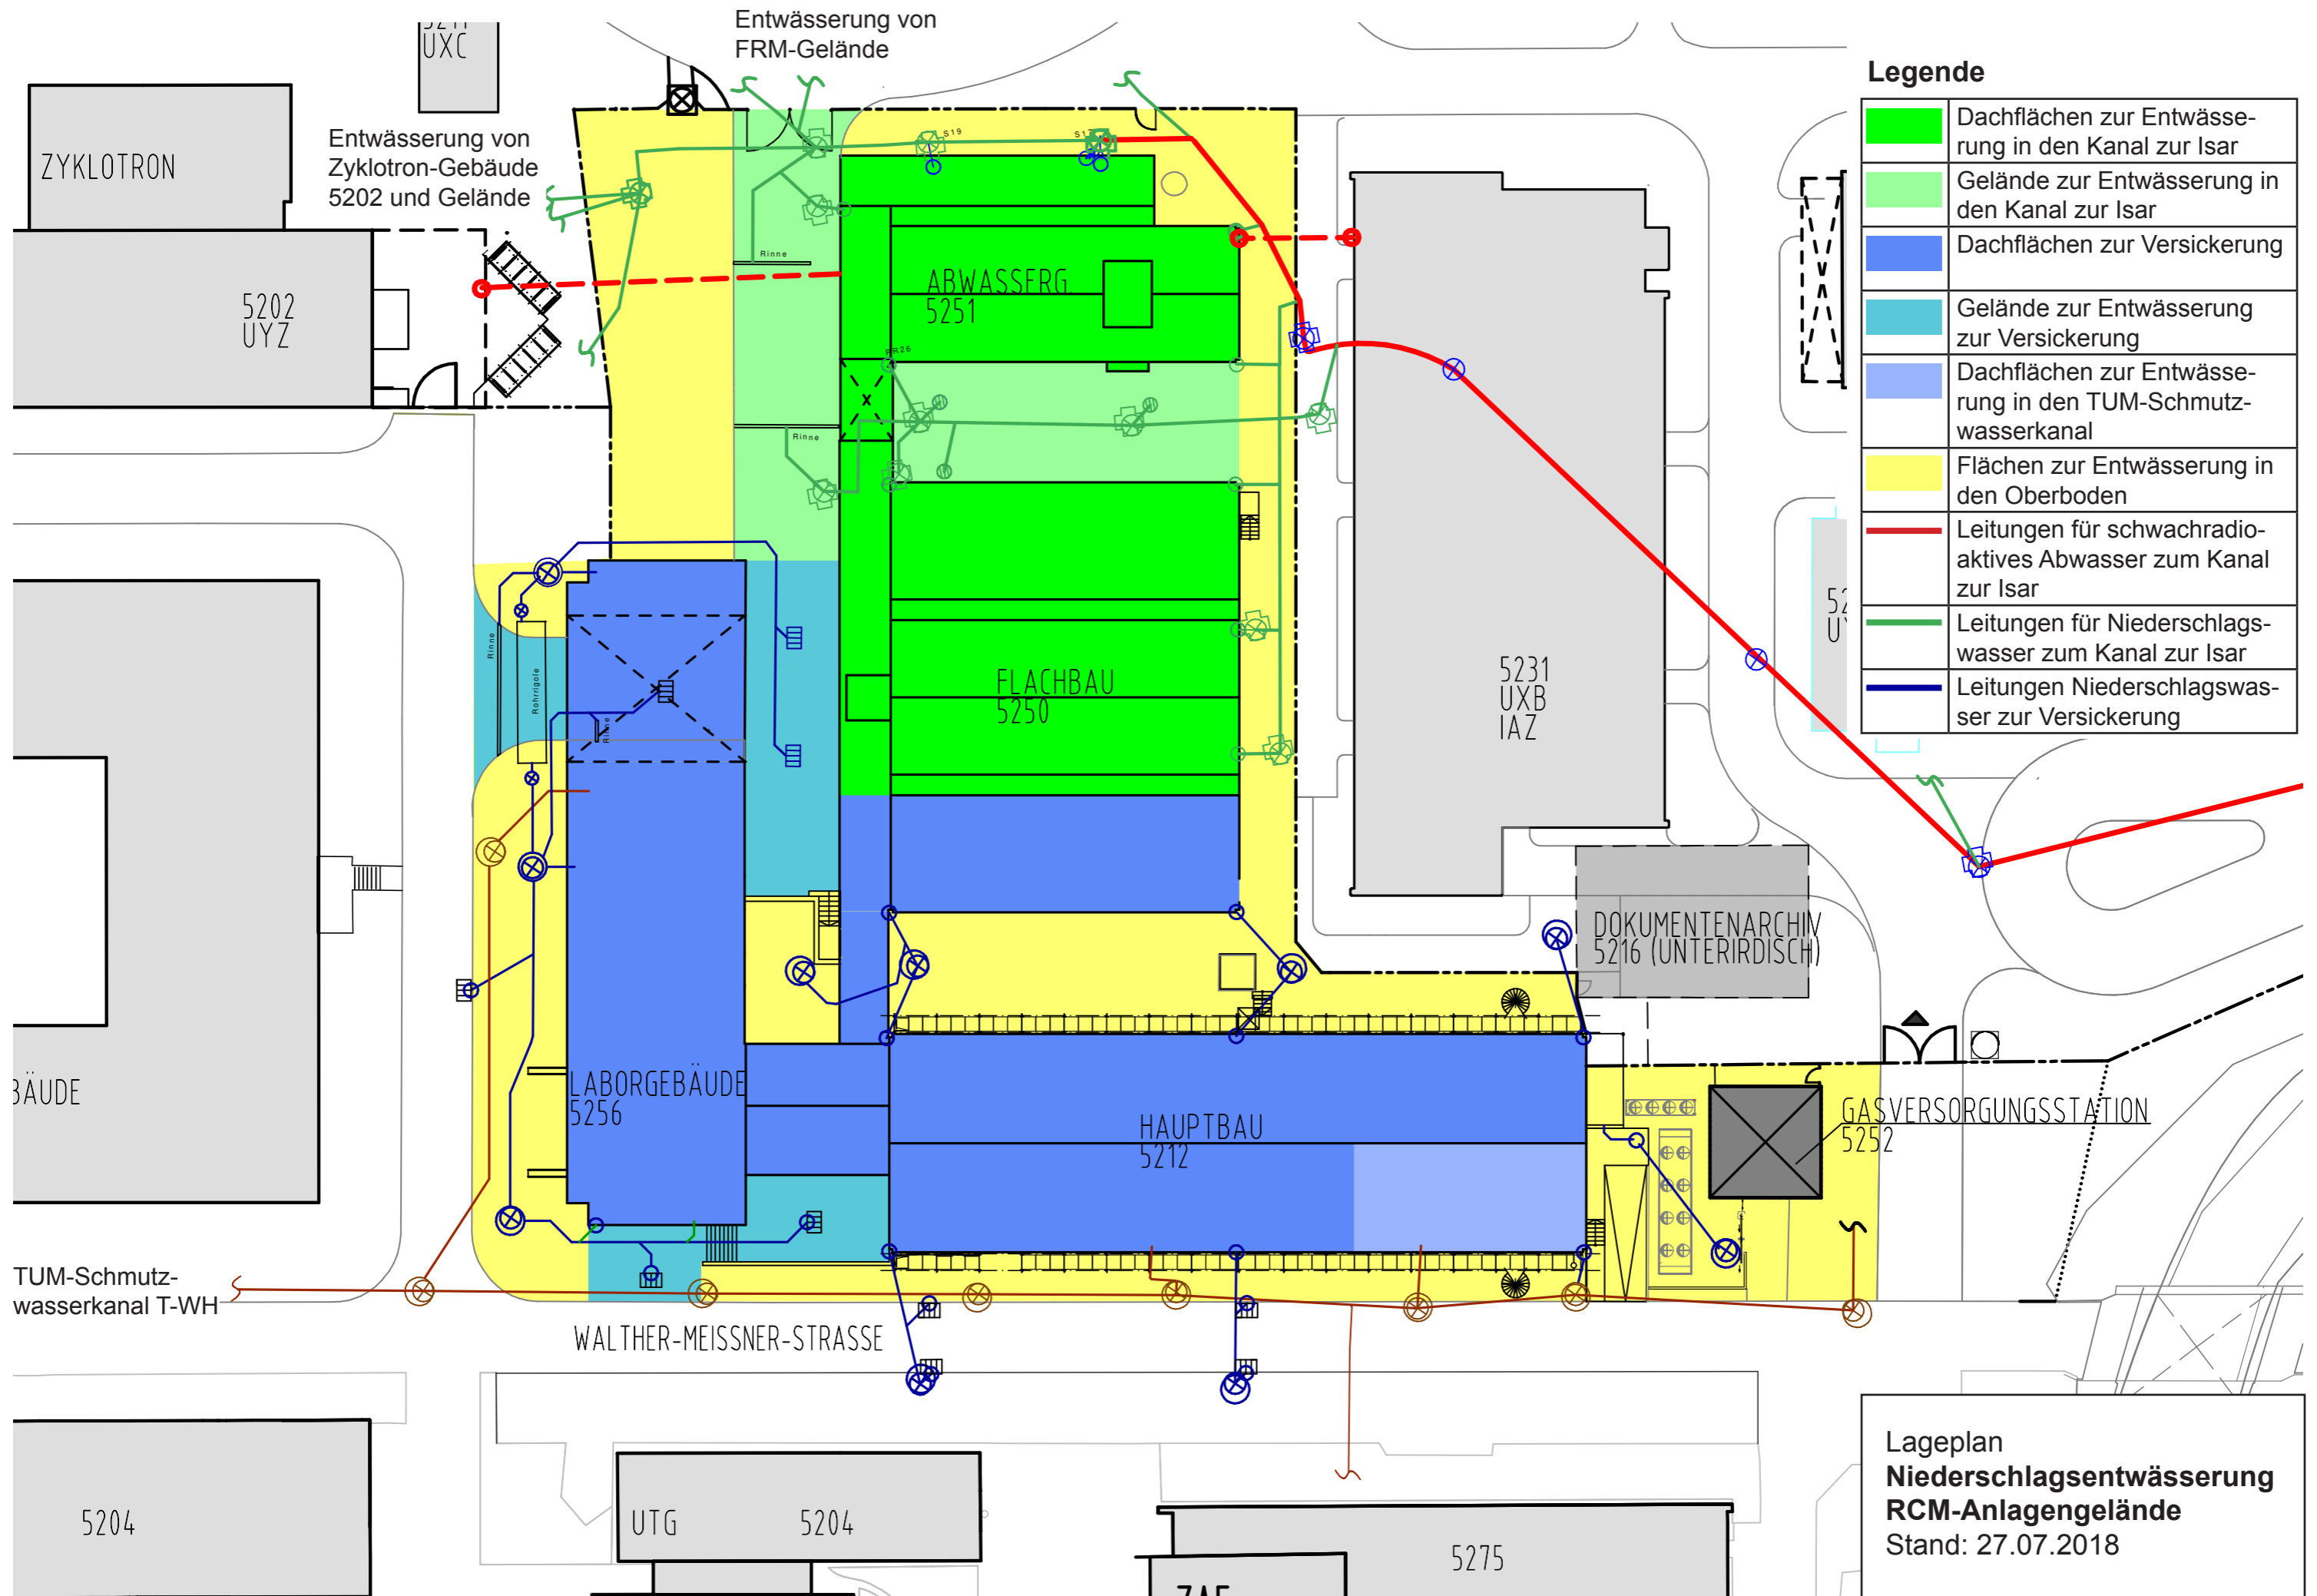 UXC
Entwässerung von
FRM-Gelände
Entwässerung von
Zyklotron-Gebäude
5202 und Gelände
ZYKLOTRON
5202
UYZ
S19
Rinne
ABWASSERG.
5251
RR26
Rinne
FLACHBAU
5250
5231
UXB
IAZ
Rinne
Rohrrigole
Rinne
DOKUMENTENARCHIV
5216 (UNTERIRDISCH)
LABORGEBÄUDE
5256
HAUPTBAU
5212
GASVERSORGUNGSSTATION
5252
BÄUDE
TUM-Schmutz-
wasserkanal T-WH
WALTHER-MEISSNER-STRASSE
5204
UTG 5204
5275
Legende
Dachflächen zur Entwässe-
rung in den Kanal zur Isar
Gelände zur Entwässerung in
den Kanal zur Isar
Dachflächen zur Versickerung
Gelände zur Entwässerung
zur Versickerung
Dachflächen zur Entwässe-
rung in den TUM-Schmutz-
wasserkanal
Flächen zur Entwässerung in
den Oberboden
Leitungen für schwachradio-
aktives Abwasser zum Kanal
zur Isar
Leitungen für Niederschlags-
wasser zum Kanal zur Isar
Leitungen Niederschlagswas-
ser zur Versickerung
Lageplan
Niederschlagsentwässerung
RCM-Anlagengelände
Stand: 27.07.2018